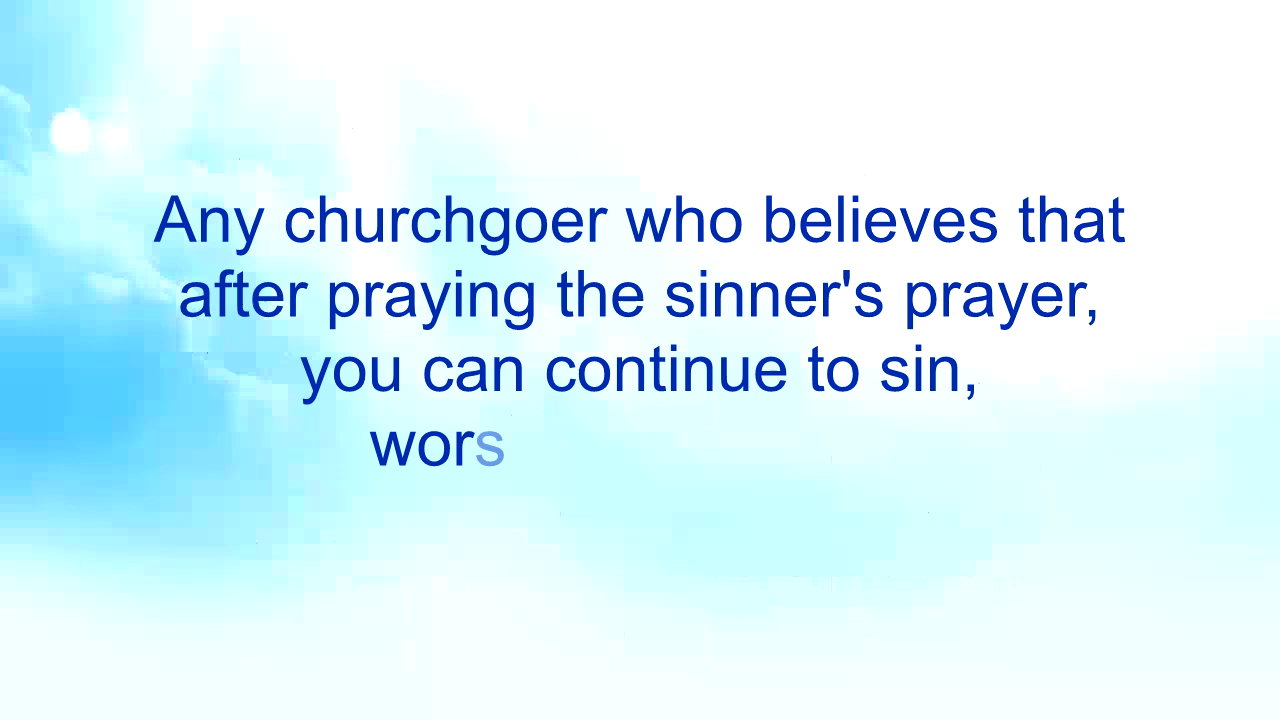 Any churchgoer who believes that
after praying the sinner's prayer,
you can continue to sin,
wors